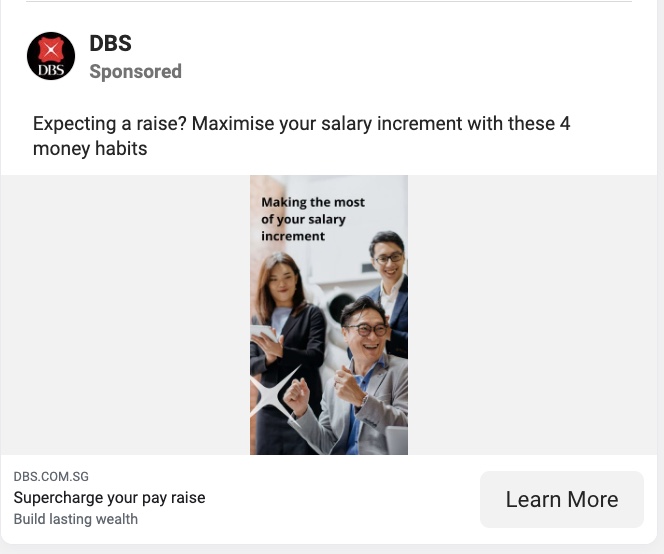 DBS
DBS
Sponsored
Expecting a raise? Maximise your salary increment with these 4
money habits
Making the most
of your salary
increment
DBS.COM.SG
Supercharge your pay raise
Build lasting wealth
Learn More